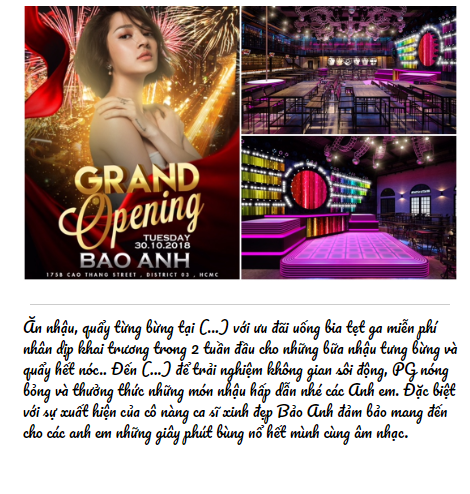 GRAND
Opening
TUESDAY
30.10.2018
BAO ANH
175B CAO THANG STREET , DISTRICT 03 , HCMC
Ăn nhậu, quẩy từng bừng tại (...) với ưu đãi uống bia tẹt ga miễn phí
nhân dịp khai trương trong 2 tuần đầu cho những bữa nhậu tưng bừng và
quẩy hết nóc.. Đến (...) để trải nghiệm không gian sôi động, PG nóng
bỏng và thưởng thức những món nhậu hấp dẫn nhé các Anh em. Đặc biệt
với sự xuất hiện của cô nàng ca sĩ xinh đẹp Bảo Anh đảm bảo mang đến
cho các anh em những giây phút bùng nổ hết mình cùng âm nhạc.